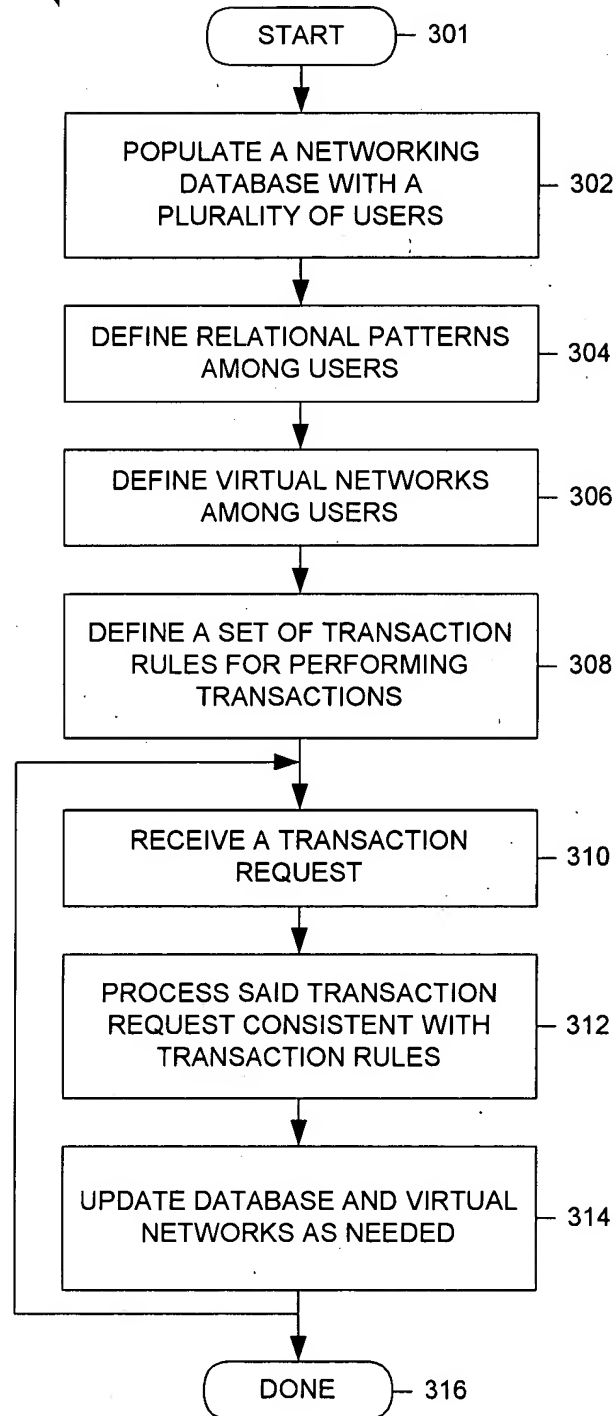 START
301
POPULATE A NETWORKING
DATABASE WITH A
PLURALITY OF USERS
302
DEFINE RELATIONAL PATTERNS
AMONG USERS
304
DEFINE VIRTUAL NETWORKS
AMONG USERS
306
DEFINE A SET OF TRANSACTION
RULES FOR PERFORMING
TRANSACTIONS
308
RECEIVE A TRANSACTION
REQUEST
310
PROCESS SAID TRANSACTION
REQUEST CONSISTENT WITH
TRANSACTION RULES
312
UPDATE DATABASE AND VIRTUAL
NETWORKS AS NEEDED
314
DONE
316